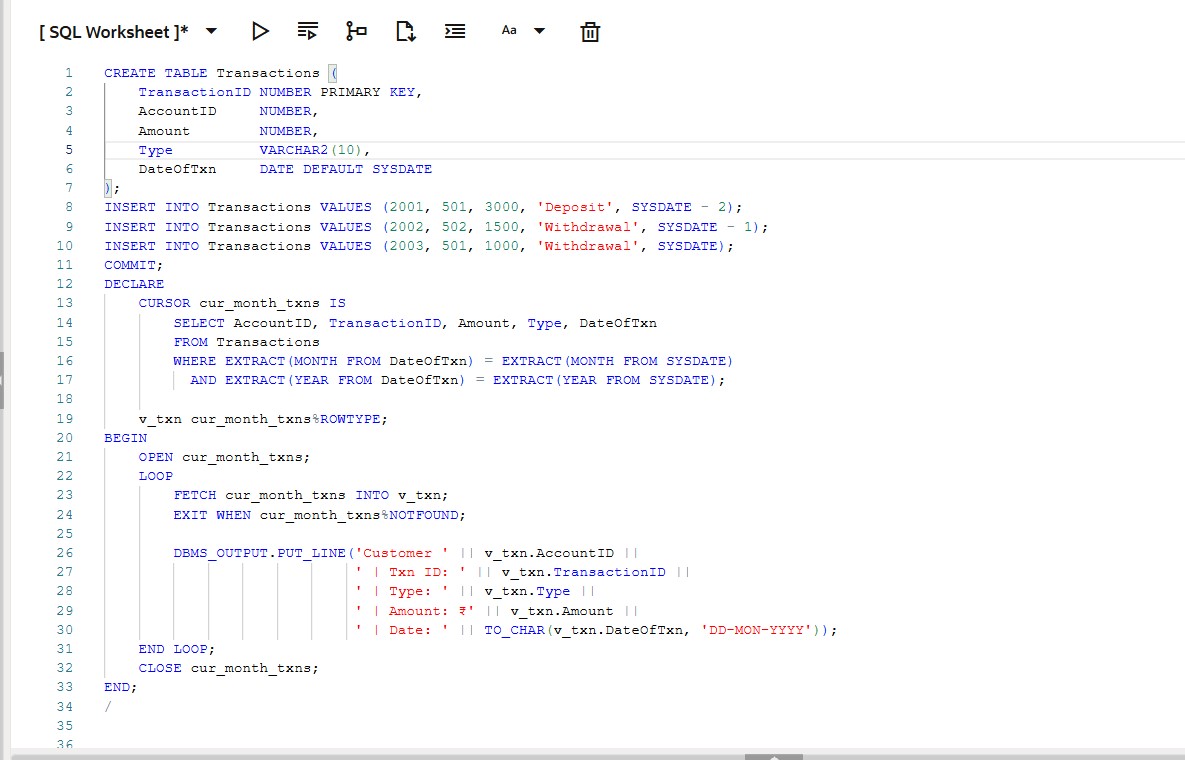 [ SQL Worksheet ]*
Aa
1 CREATE TABLE Transactions (
2     TransactionID NUMBER PRIMARY KEY,
3     AccountID     NUMBER,
4     Amount        NUMBER,
5     Type          VARCHAR2(10),
6     DateOfTxn     DATE DEFAULT SYSDATE
7 );
8 INSERT INTO Transactions VALUES (2001, 501, 3000, 'Deposit', SYSDATE - 2);
9 INSERT INTO Transactions VALUES (2002, 502, 1500, 'Withdrawal', SYSDATE - 1);
10 INSERT INTO Transactions VALUES (2003, 501, 1000, 'Withdrawal', SYSDATE);
11 COMMIT;
12 DECLARE
13     CURSOR cur_month_txns IS
14         SELECT AccountID, TransactionID, Amount, Type, DateOfTxn
15         FROM Transactions
16         WHERE EXTRACT(MONTH FROM DateOfTxn) = EXTRACT(MONTH FROM SYSDATE)
17           AND EXTRACT(YEAR FROM DateOfTxn) = EXTRACT(YEAR FROM SYSDATE);
18
19     v_txn cur_month_txns%ROWTYPE;
20 BEGIN
21     OPEN cur_month_txns;
22     LOOP
23         FETCH cur_month_txns INTO v_txn;
24         EXIT WHEN cur_month_txns%NOTFOUND;
25
26         DBMS_OUTPUT.PUT_LINE('Customer ' || v_txn.AccountID ||
27                              ' | Txn ID: ' || v_txn.TransactionID ||
28                              ' | Type: ' || v_txn.Type ||
29                              ' | Amount: ₹' || v_txn.Amount ||
30                              ' | Date: ' || TO_CHAR(v_txn.DateOfTxn, 'DD-MON-YYYY'));
31     END LOOP;
32     CLOSE cur_month_txns;
33 END;
34 /
35
36